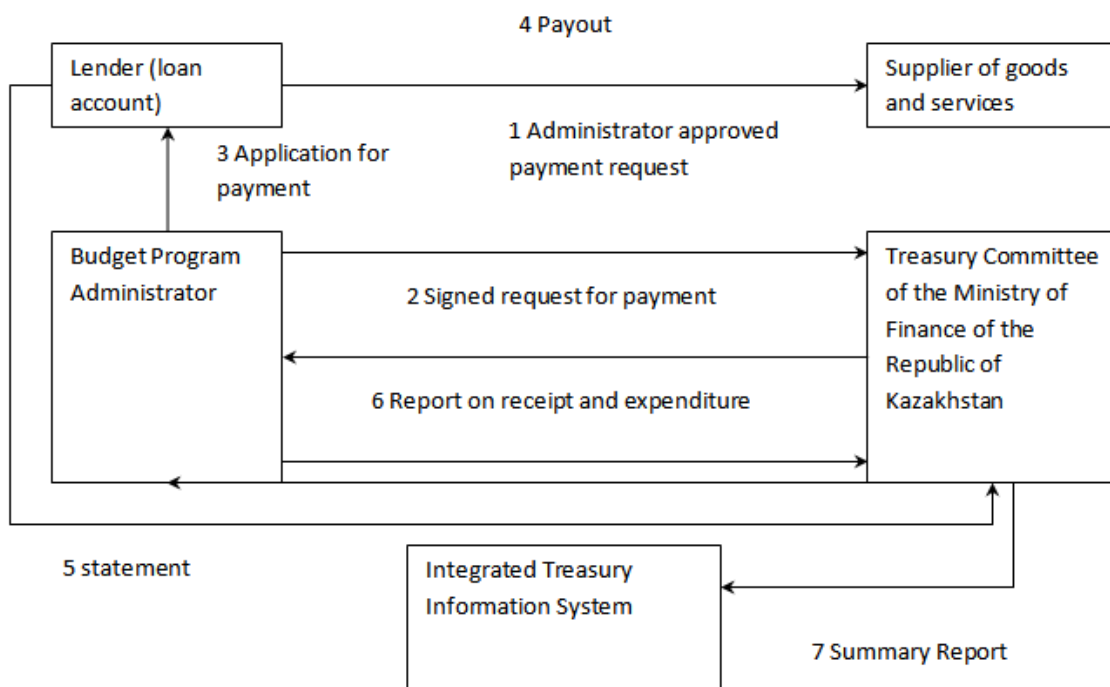 4 Payout
Lender (loan
account)
Supplier of goods
and services
1 Administrator approved
payment request
3 Application for
payment
Budget Program
Administrator
Treasury Committee
of the Ministry of
Finance of the
Republic of
Kazakhstan
2 Signed request for payment
6 Report on receipt and expenditure
5 statement
Integrated Treasury
Information System
7 Summary Report